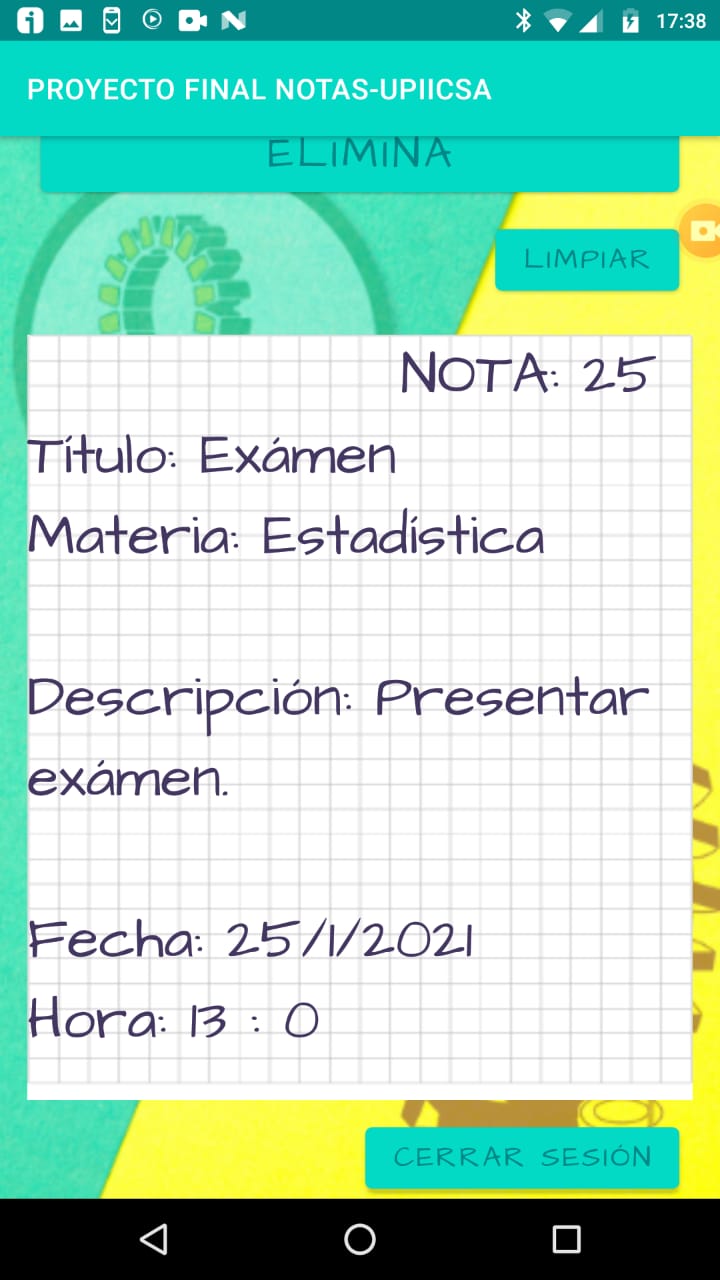 17:38
PROYECTO FINAL NOTAS-UPIICSA
ELIMINA
LIMPIAR
NOTA: 25
Título: Exámen
Materia: Estadística
Descripción: Presentar
exámen.
Fecha: 25/1/2021
Hora: 13 : 0
CERRAR SESIÓN